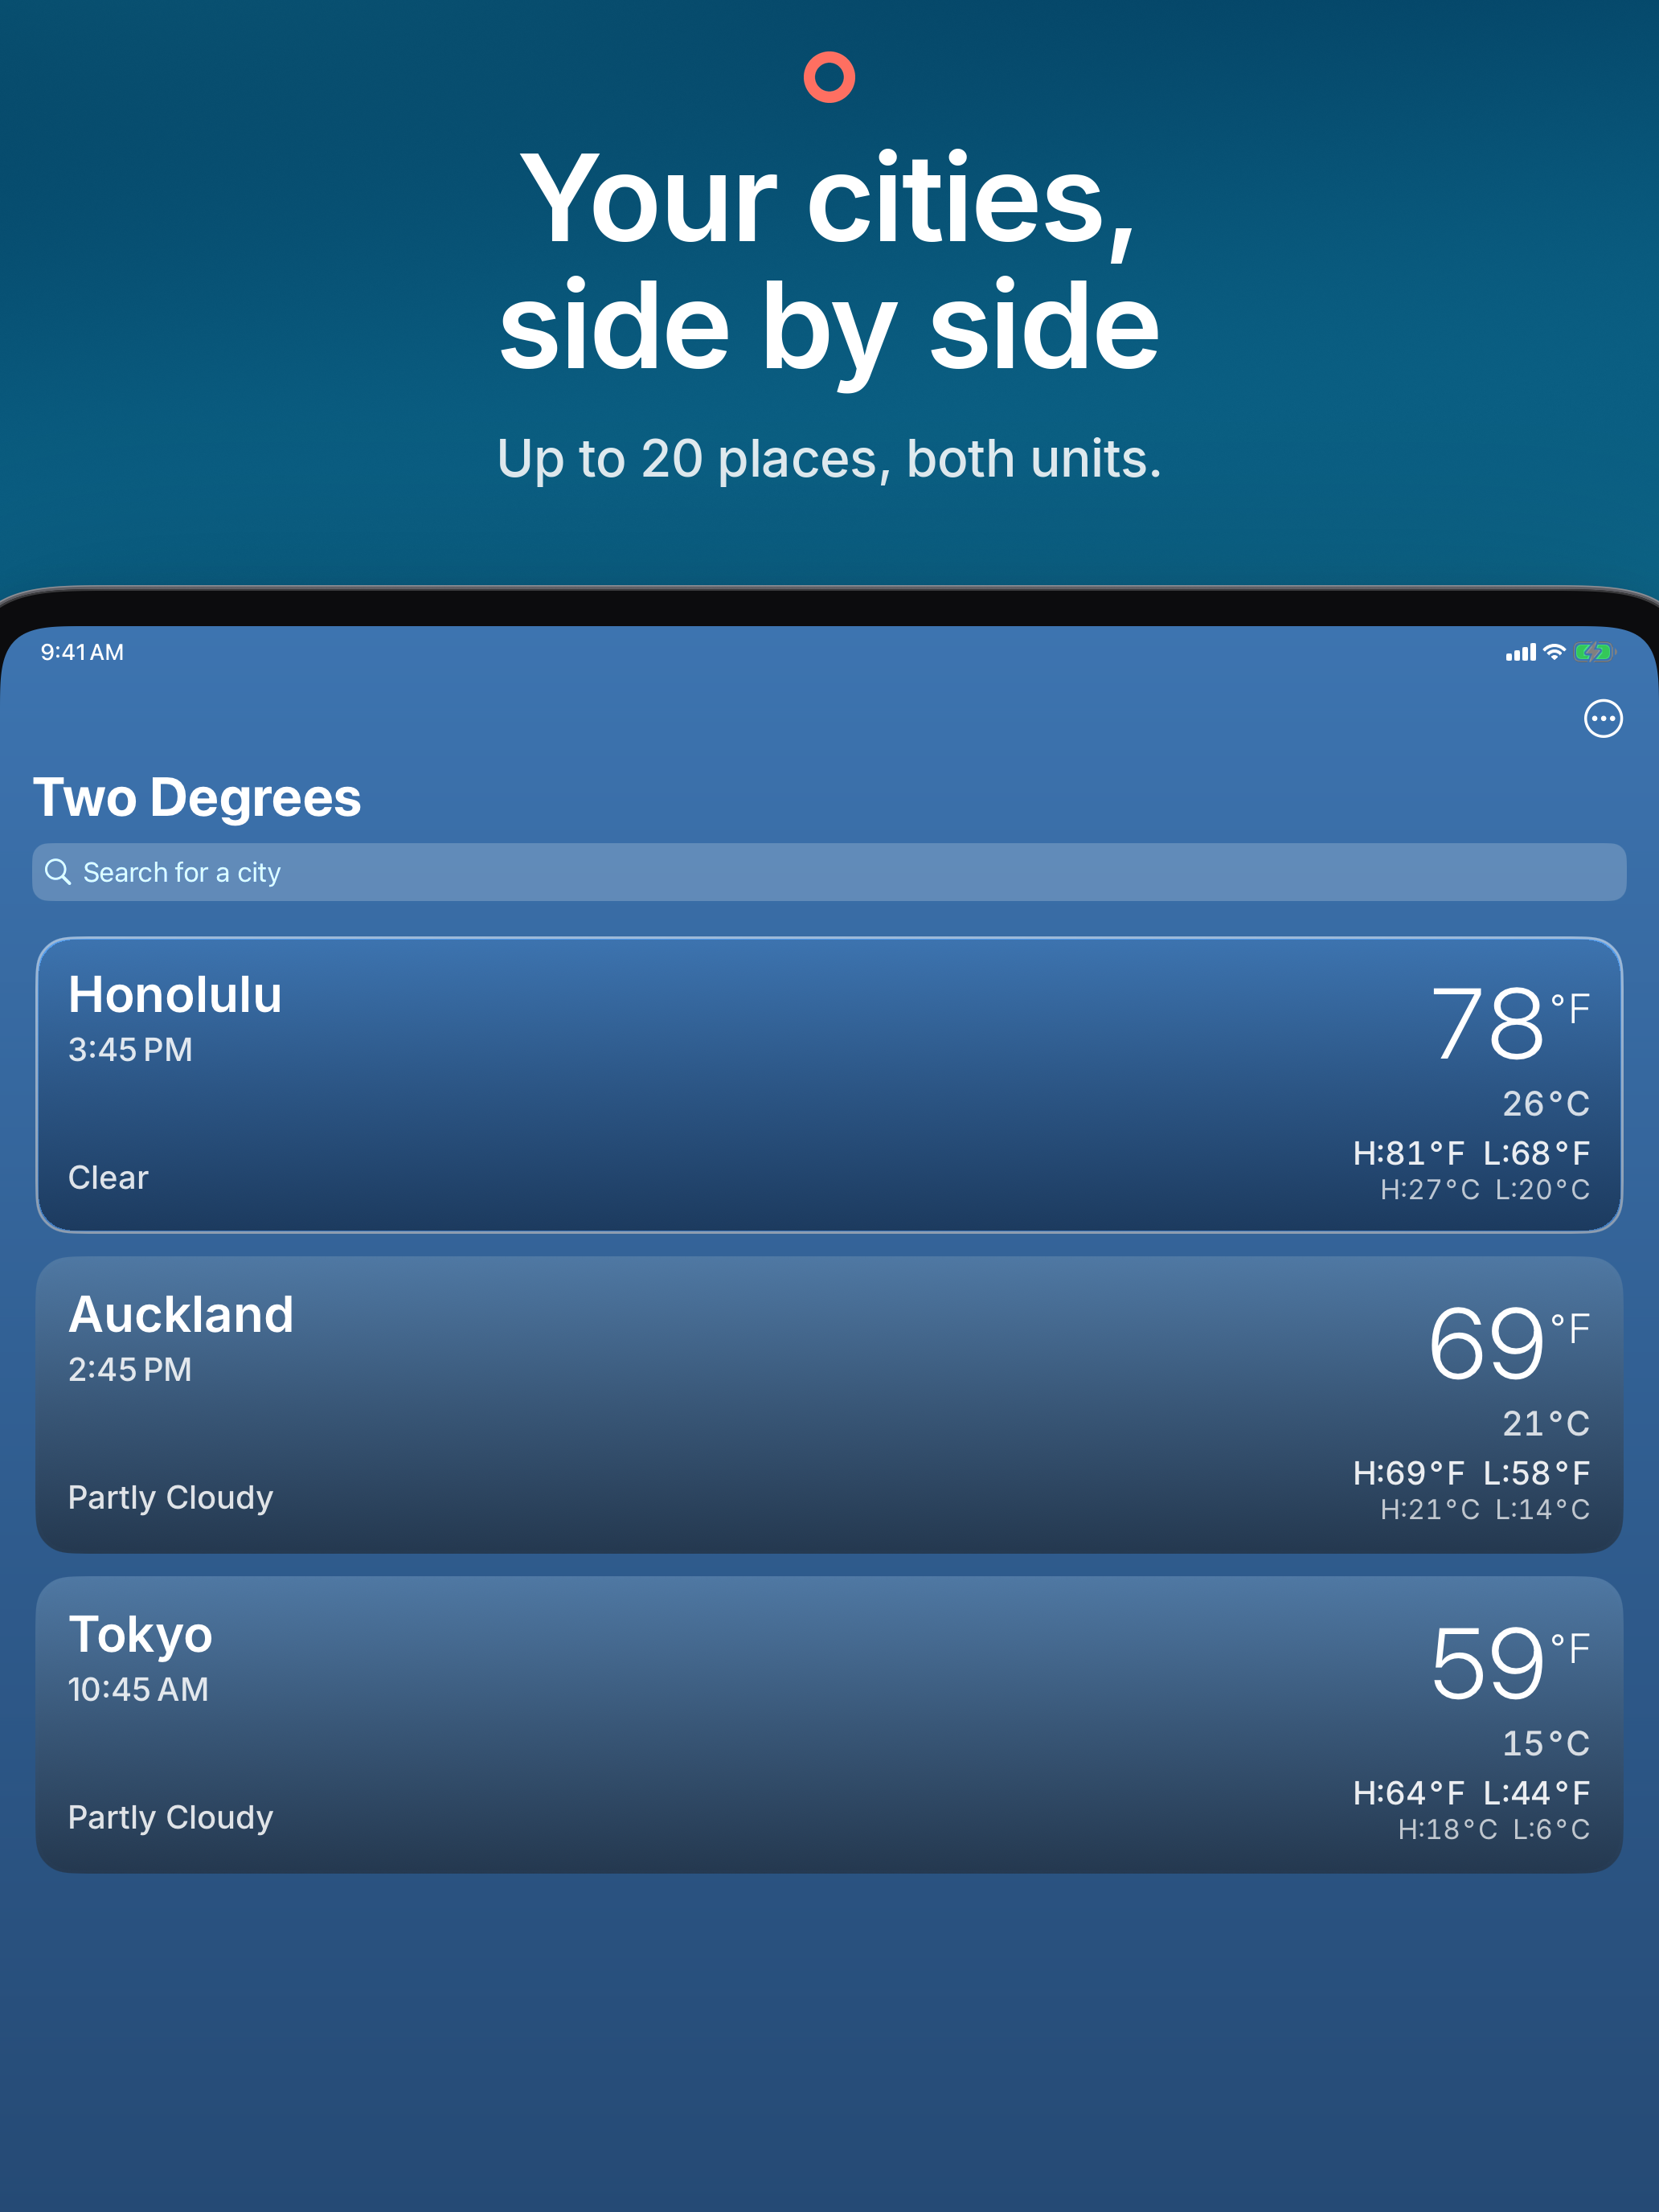 Your cities,
side by side
Up to 20 places, both units.
9:41 AM
Two Degrees
Search for a city
Honolulu
78°F
3:45 PM
26°C
H:81°F L:68°F
Clear
H:27°C L:20°C
Auckland
69°F
2:45 PM
21°C
H:69°F L:58°F
Partly Cloudy
H:21°C L:14°C
Tokyo
59°F
10:45 AM
15°C
H:64°F L:44°F
Partly Cloudy
H:18°C L:6°C